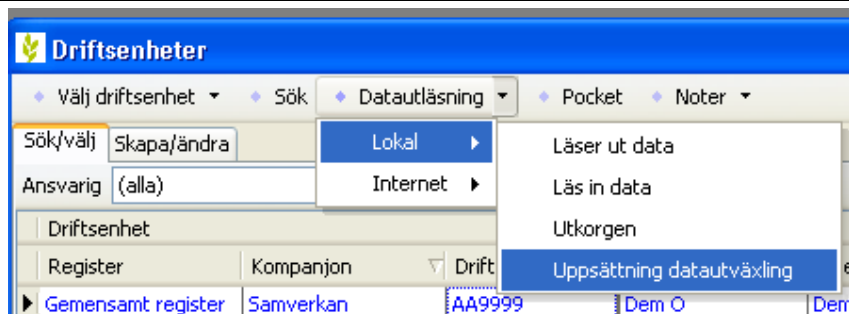 Driftsenheter
Välj driftsenhet Sök Datautläsning Pocket Noter
Sök/välj Skapa/ändra Lokal Läser ut data
Ansvarig (alla) Internet Läs in data
Driftsenhet Utkorgen
Register Kompanjon Drift Uppsättning datautväxling e
Gemensamt register Samverkan AA9999 Dem O Dem